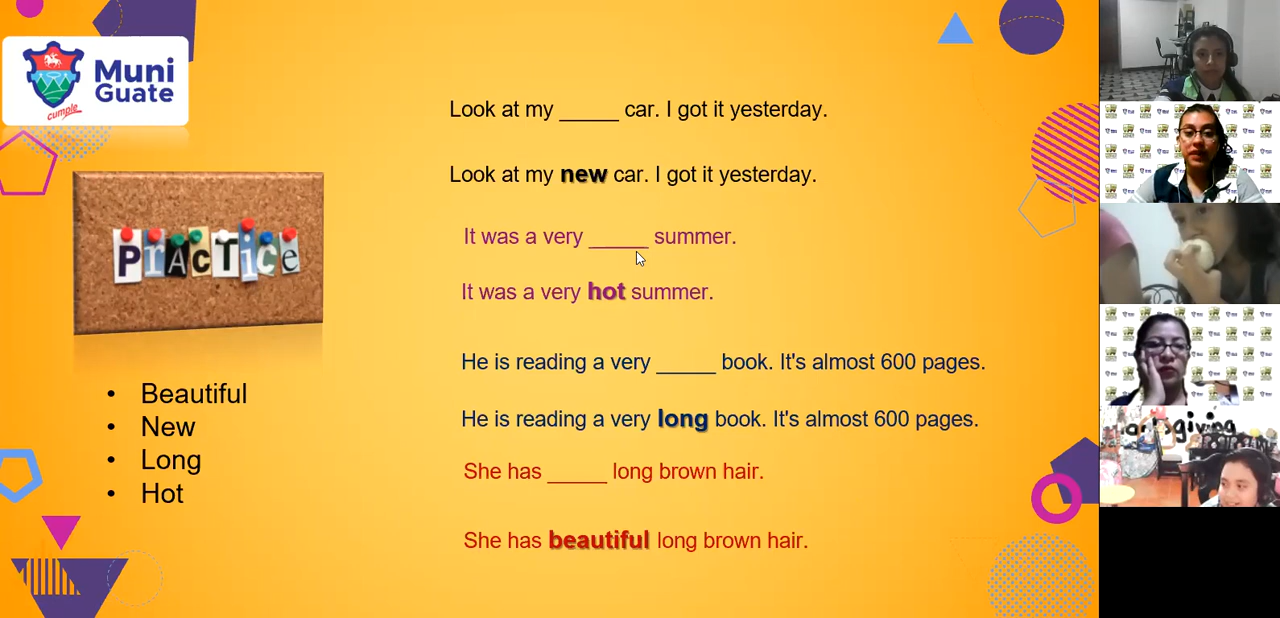 Muni
Guate
cumple
PracTice
Beautiful
New
Long
Hot
Look at my _____ car. I got it yesterday.
Look at my new car. I got it yesterday.
It was a very _____ summer.
It was a very hot summer.
He is reading a very _____ book. It's almost 600 pages.
He is reading a very long book. It's almost 600 pages.
She has _____ long brown hair.
She has beautiful long brown hair.